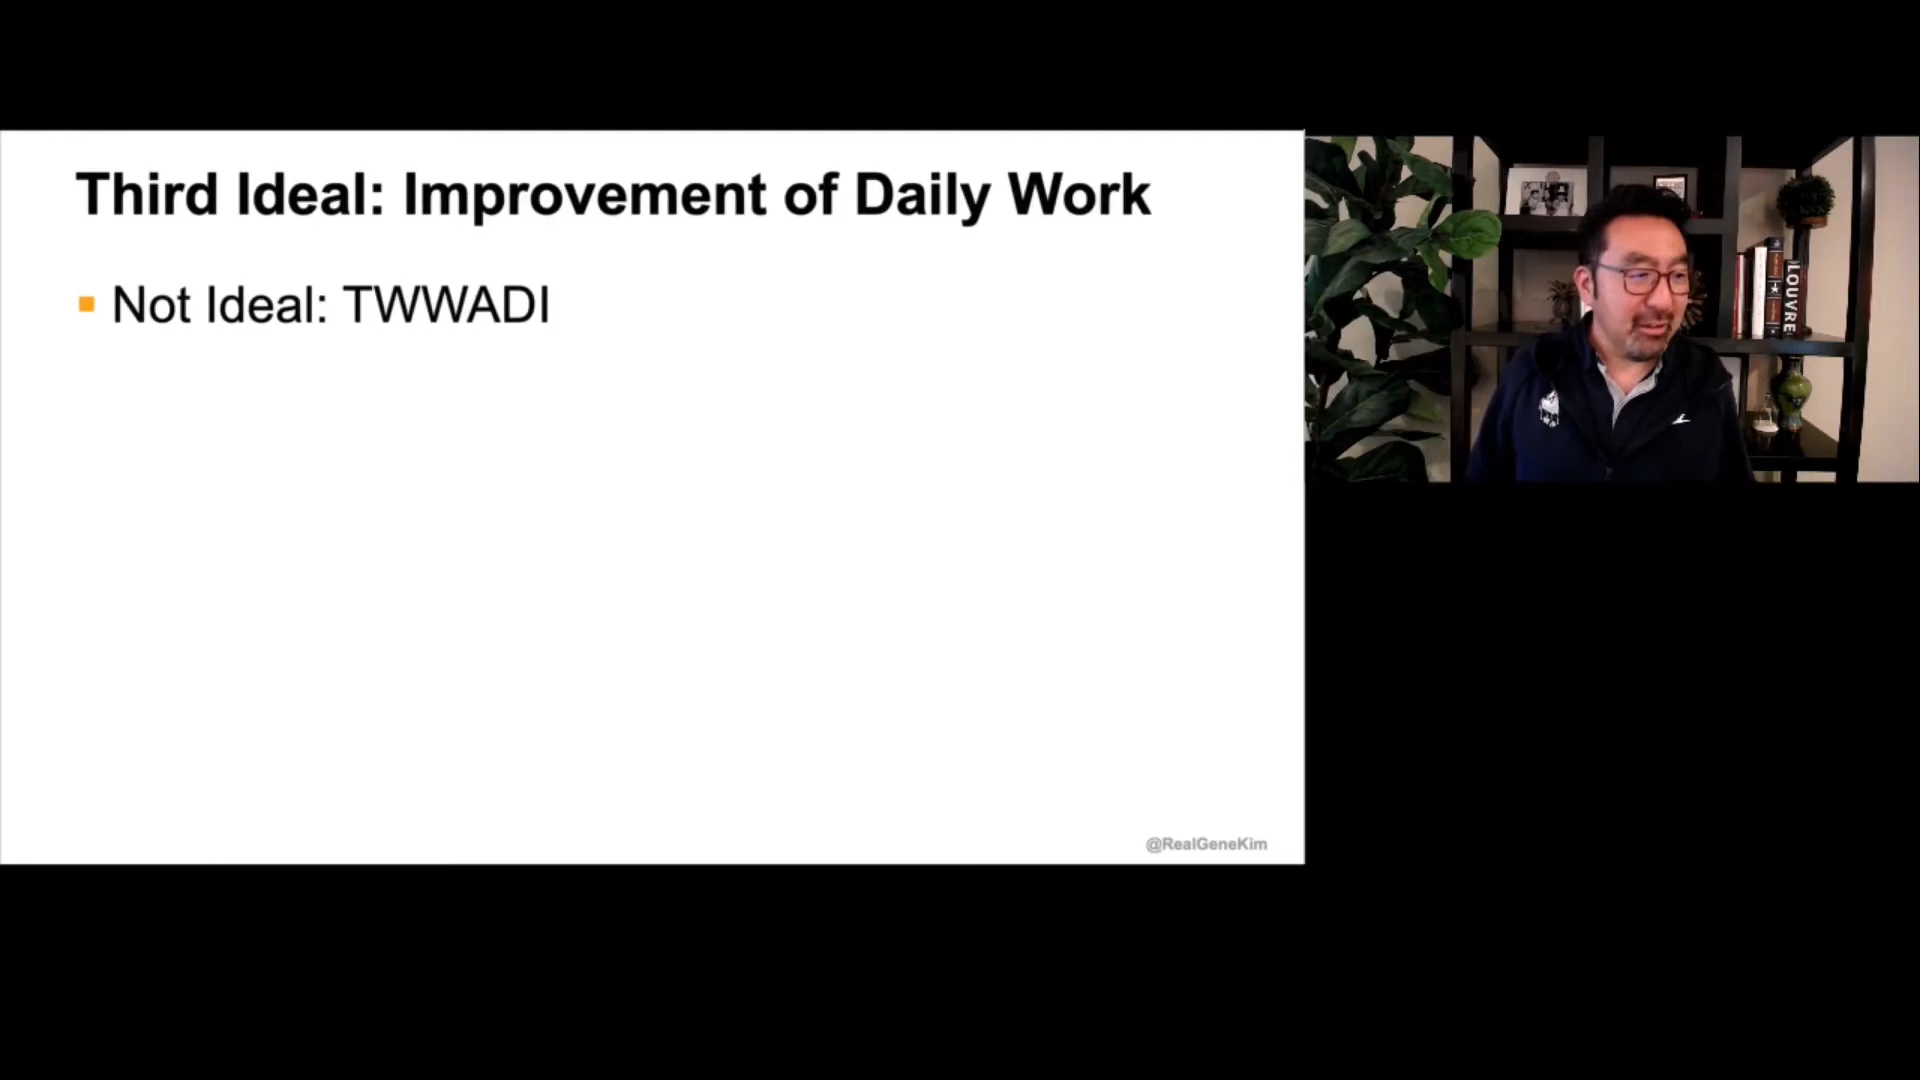 Third Ideal: Improvement of Daily Work
Not Ideal: TWWADI
@RealGeneKim
LOUVRE